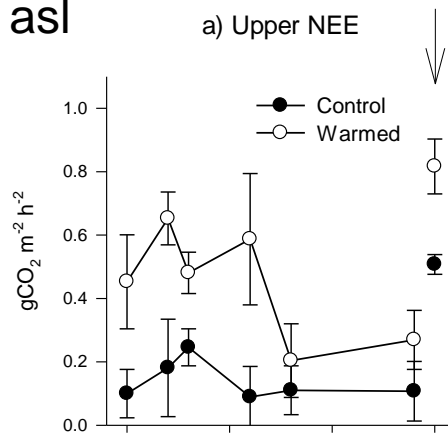 asl
a) Upper NEE
1.0
Control
Warmed
0.8
0.6
0.4
0.2
0.0
gCO₂ m⁻² h⁻²